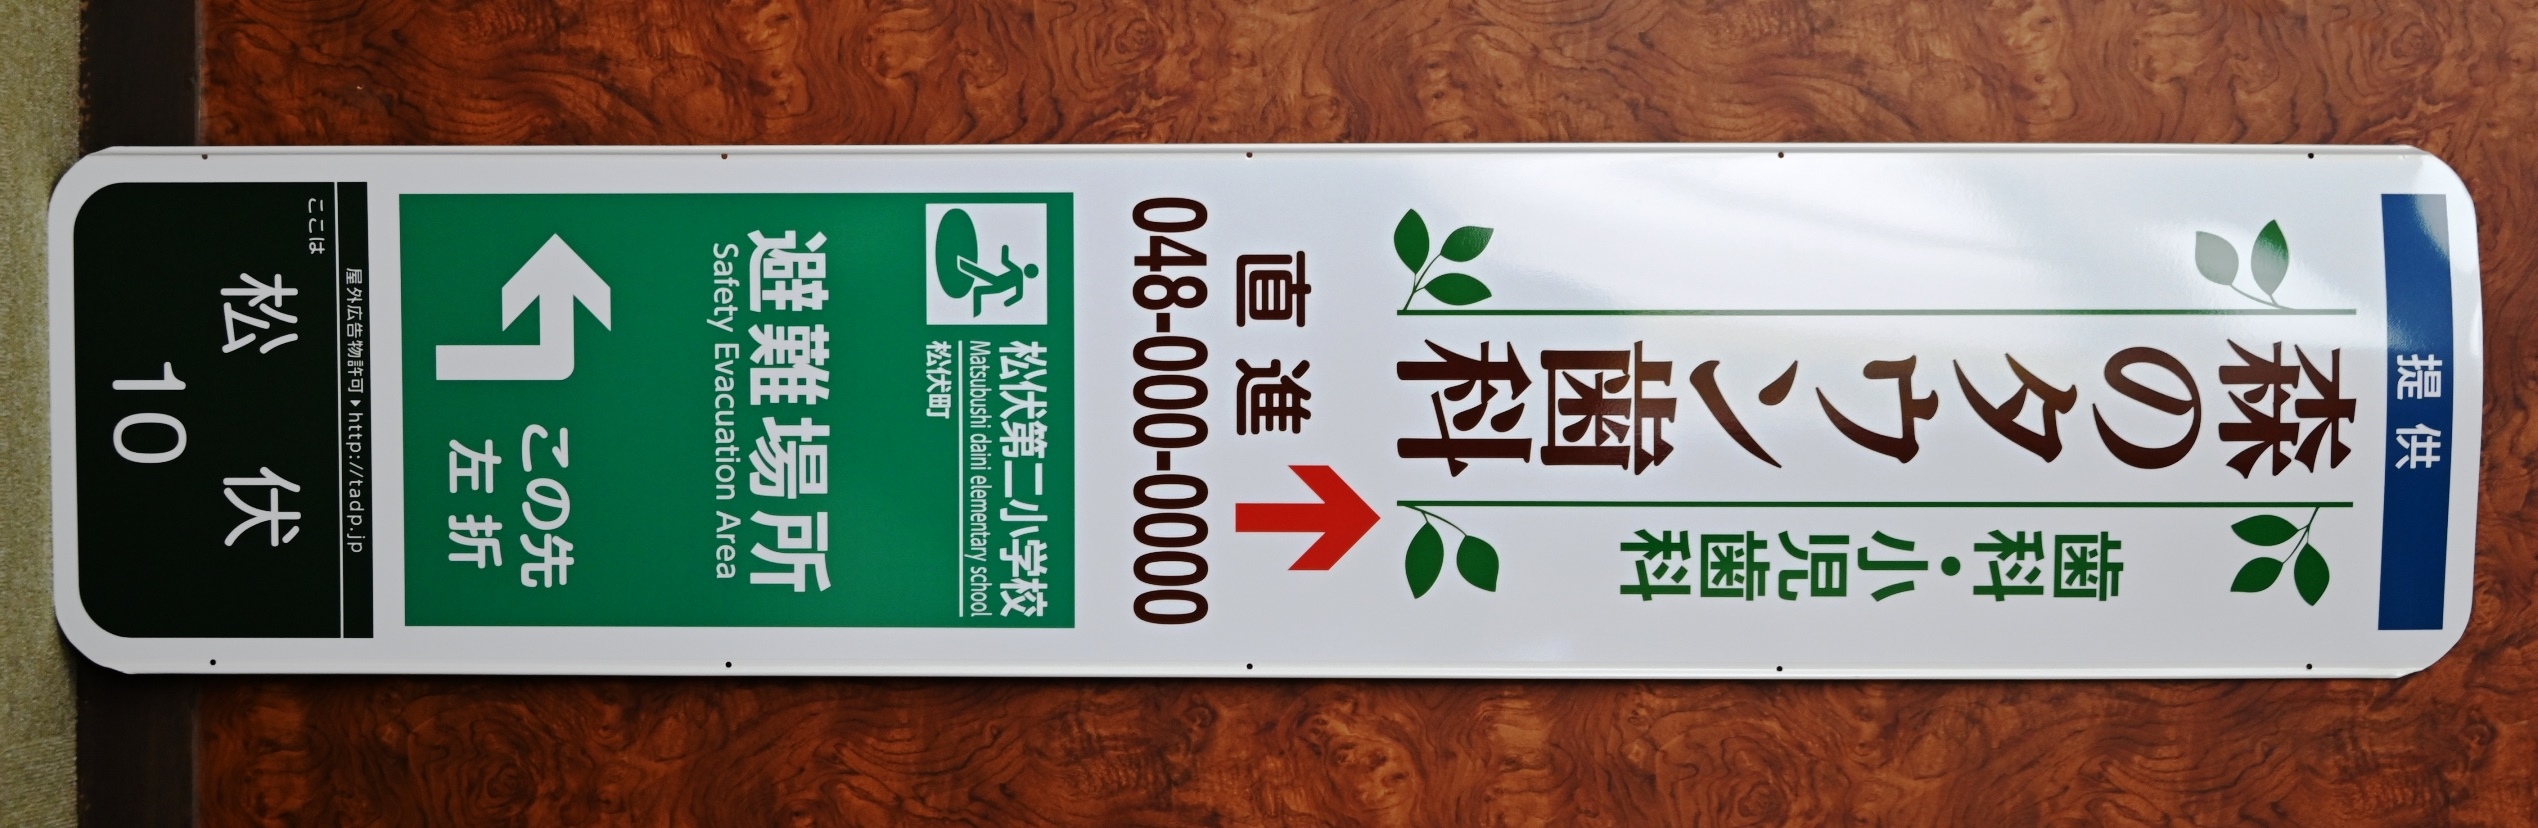 提供
歯科・小児歯科
森のタウン歯科
直進
048-000-0000
松伏第二小学校
Matsubushi daini elementary school
松伏町
避難場所
Safety Evacuation Area
この先
左折
屋外広告物許可▶http://tadp.jp
ここは
松伏
10